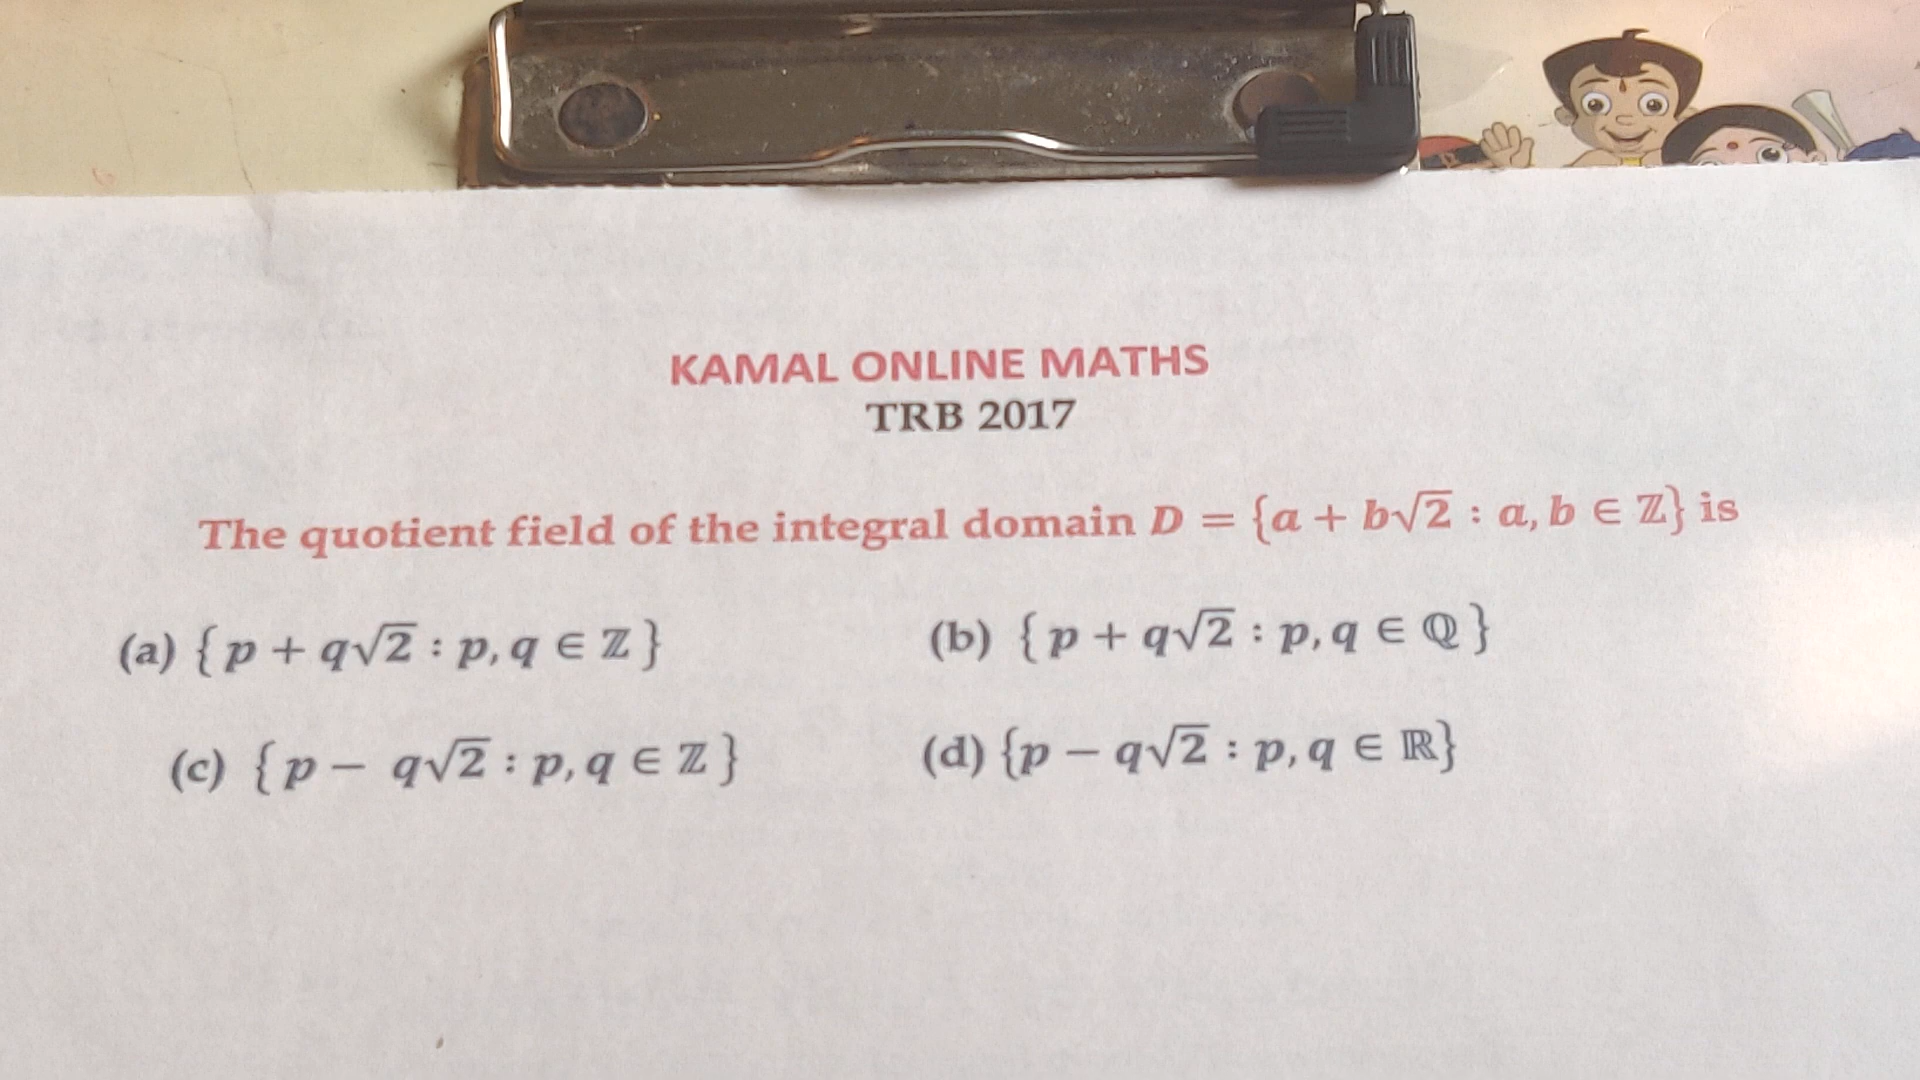 KAMAL ONLINE MATHS
TRB 2017
The quotient field of the integral domain D = {a + b√2 : a, b ∈ ℤ} is
(a) { p + q√2 : p, q ∈ ℤ } (b) { p + q√2 : p, q ∈ ℚ }
(c) { p − q√2 : p, q ∈ ℤ } (d) {p − q√2 : p, q ∈ ℝ}